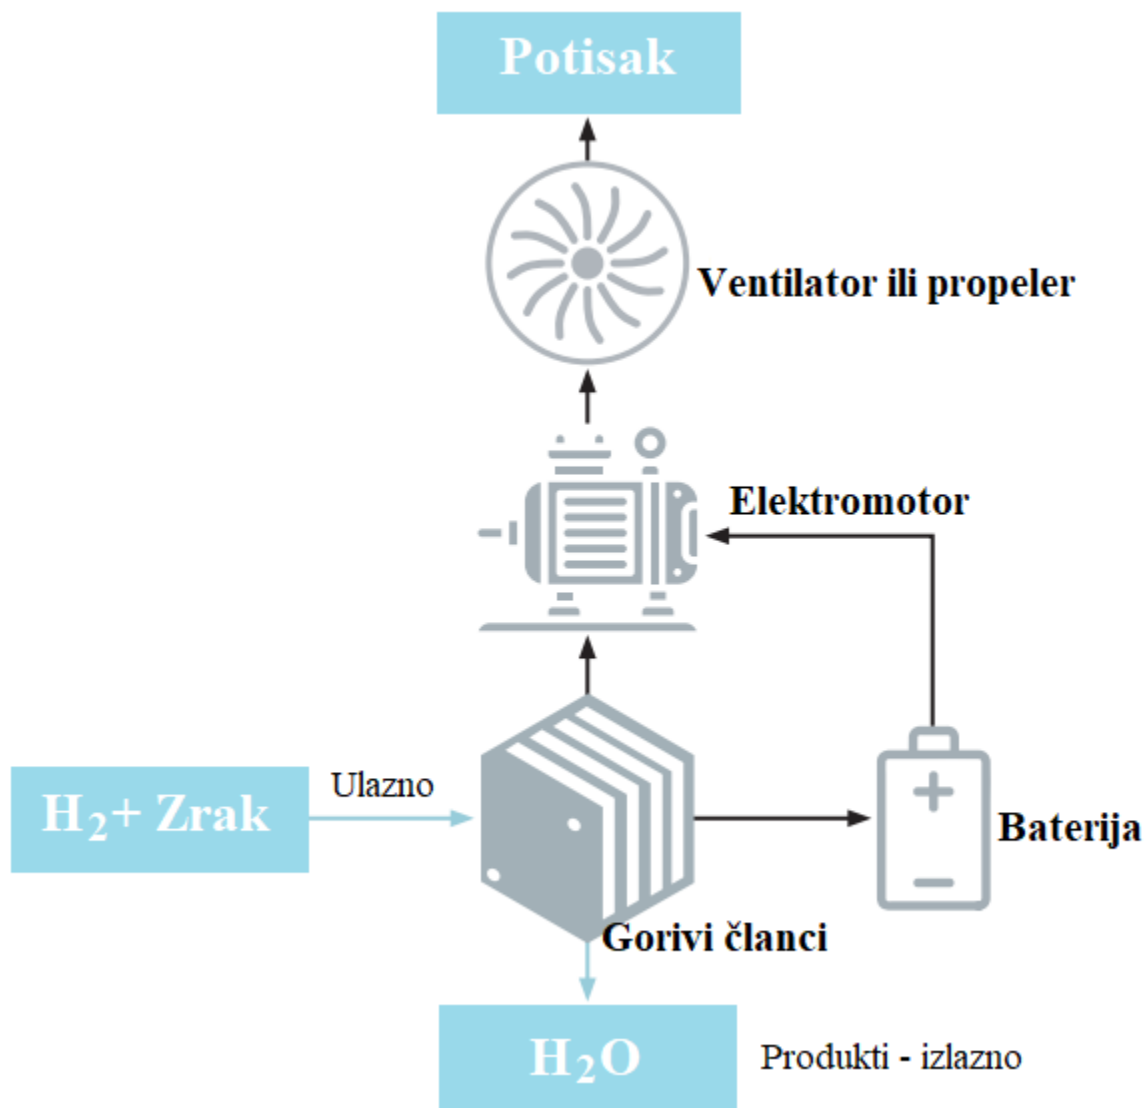 Potisak
Ventilator ili propeler
Elektromotor
Ulazno
H₂+ Zrak
Baterija
Gorivi članci
H₂O
Produkti - izlazno